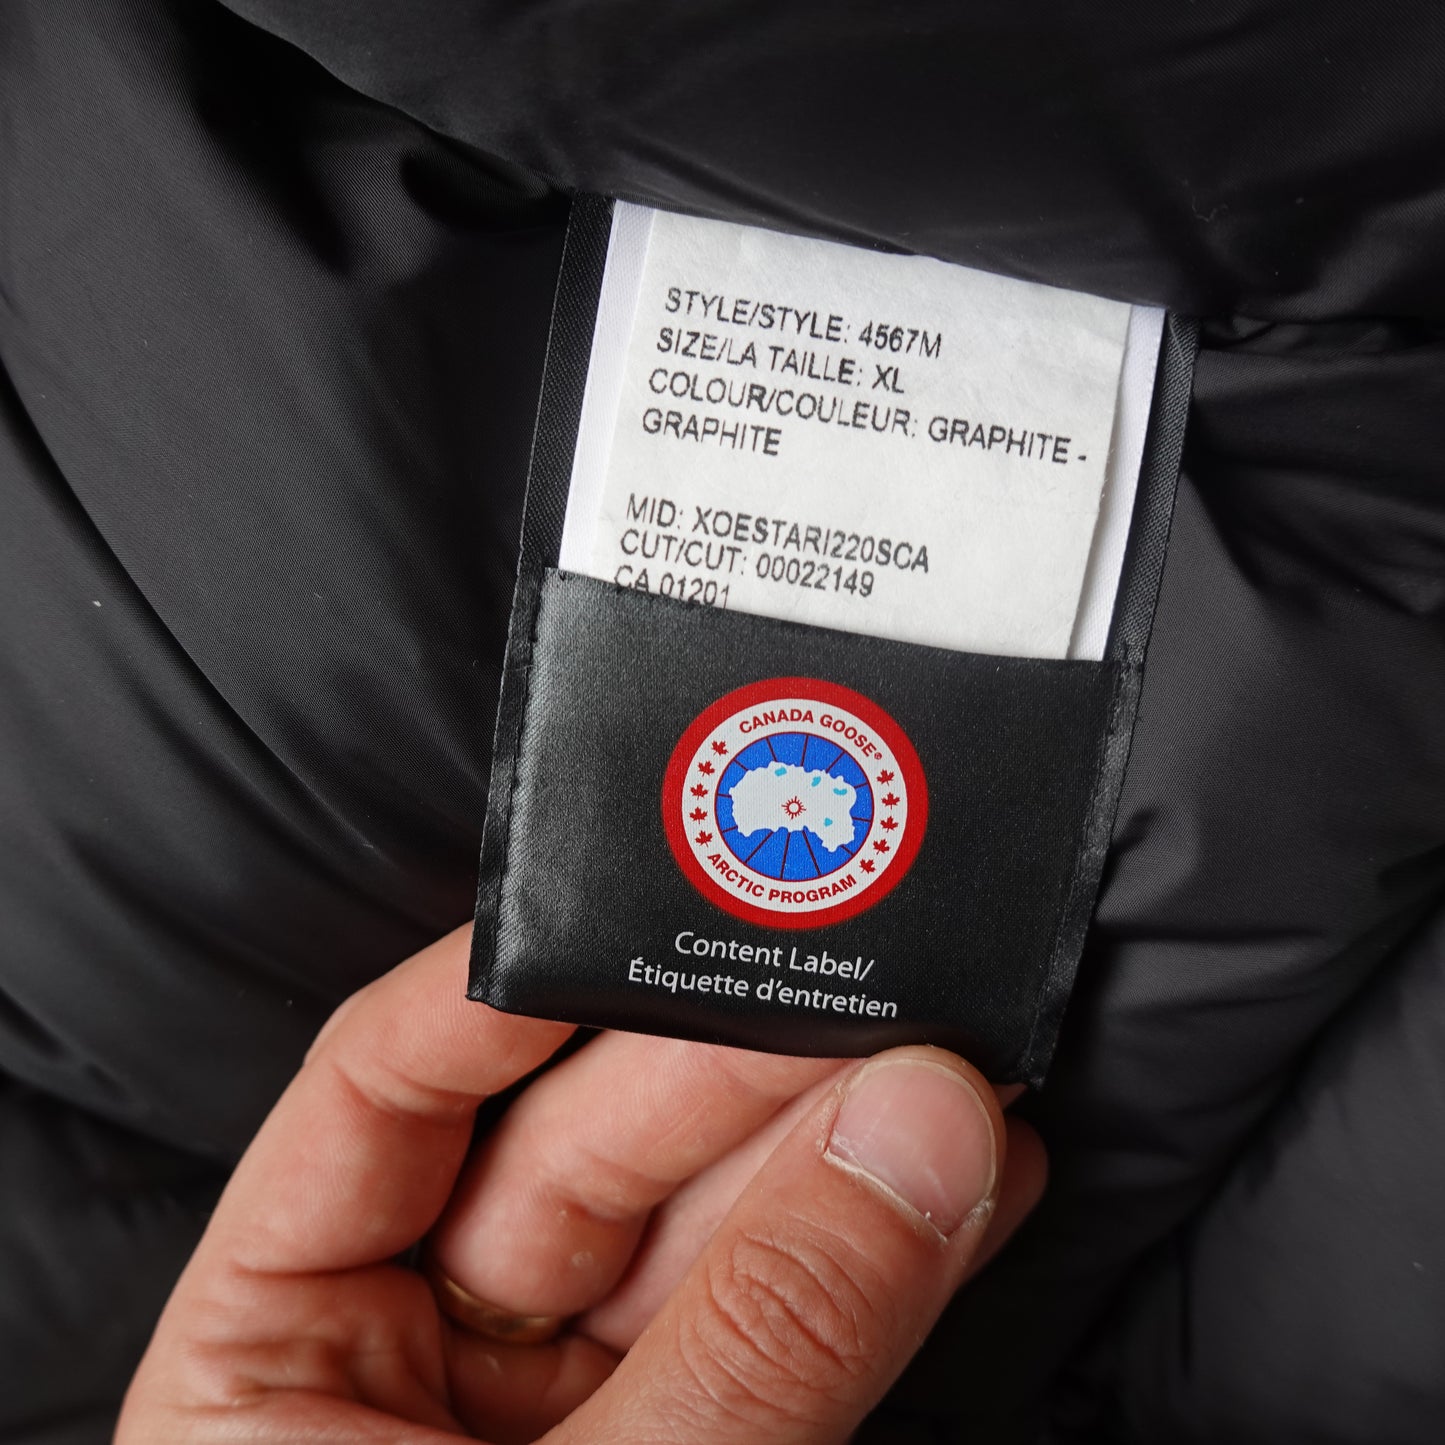 STYLE/STYLE: 4567M
SIZE/LA TAILLE: XL
COLOUR/COULEUR: GRAPHITE -
GRAPHITE
MID: XOESTARI220SCA
CUT/CUT: 00022149
CA 01201
CANADA GOOSE®
ARCTIC PROGRAM
Content Label/
Étiquette d'entretien